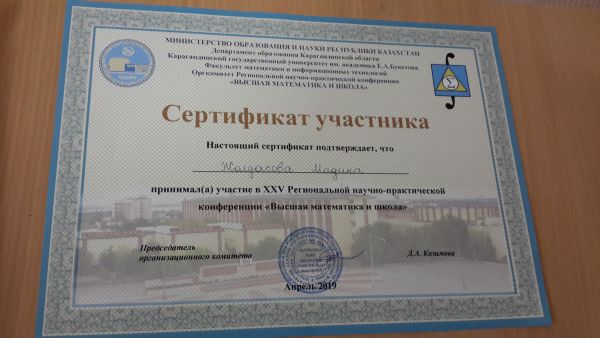 МИНИСТЕРСТВО ОБРАЗОВАНИЯ И НАУКИ РЕСПУБЛИКИ КАЗАХСТАН
Департамент образования Карагандинской области
Карагандинский государственный университет им. академика Е.А.Букетова
Факультет математики и информационных технологий
Оргкомитет Региональной научно-практической конференции
«ВЫСШАЯ МАТЕМАТИКА И ШКОЛА»
Σ
Сертификат участника
Настоящий сертификат подтверждает, что
Жолдасова Мадина
принимал(а) участие в XXV Региональной научно-практической
конференции «Высшая математика и школа»
Председатель
организационного комитета
Д.А. Казимова
Апрель 2019